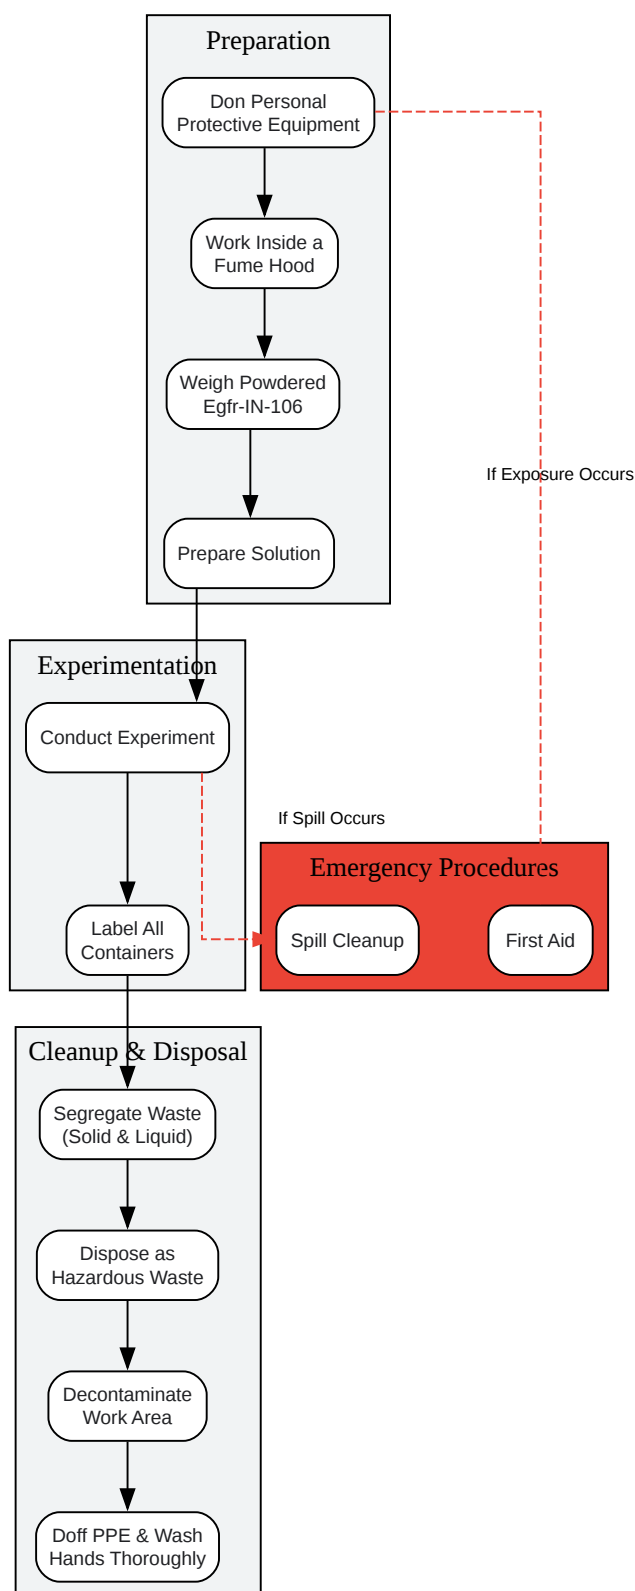 Preparation
Don Personal
Protective Equipment
Work Inside a
Fume Hood
Weigh Powdered
Egfr-IN-106
If Exposure Occurs
Prepare Solution
Experimentation
Conduct Experiment
If Spill Occurs
Emergency Procedures
Label All
Containers
Spill Cleanup
First Aid
Cleanup & Disposal
Segregate Waste
(Solid & Liquid)
Dispose as
Hazardous Waste
Decontaminate
Work Area
Doff PPE & Wash
Hands Thoroughly